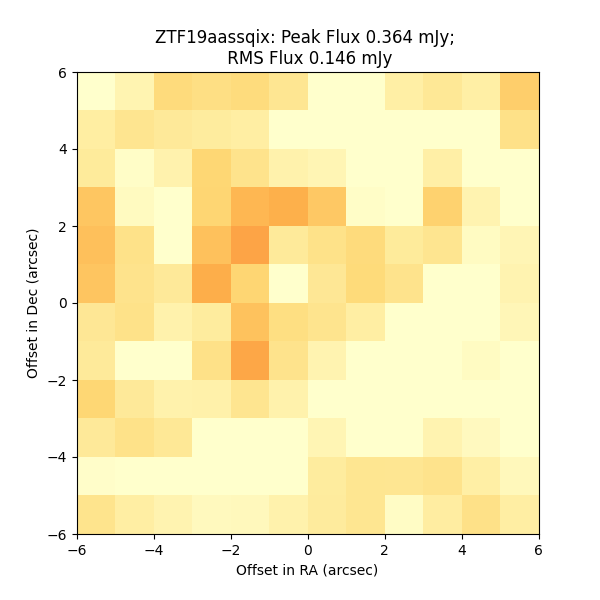 ZTF19aassqix: Peak Flux 0.364 mJy;
RMS Flux 0.146 mJy
6
4
2
0
−2
−4
−6
Offset in Dec (arcsec)
−6 −4 −2 0 2 4 6
Offset in RA (arcsec)